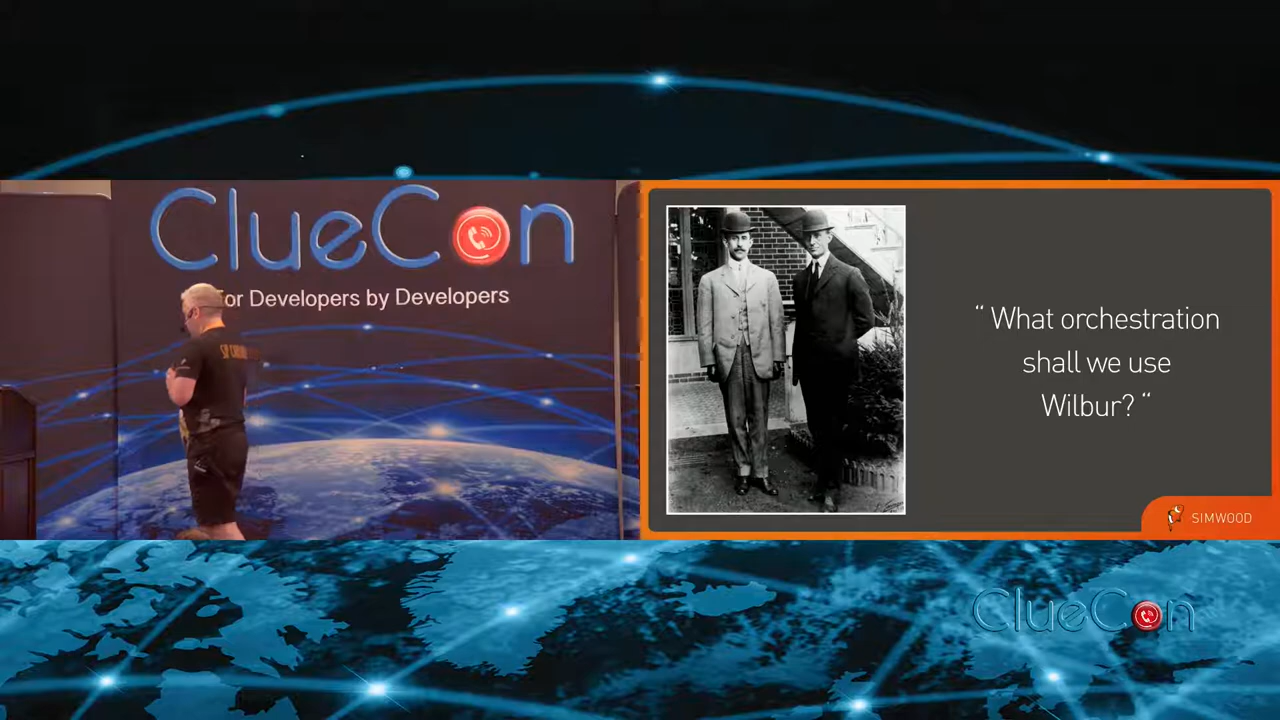 ClueCon
For Developers by Developers
“ What orchestration
shall we use
Wilbur? “
SIMWOOD
ClueCon